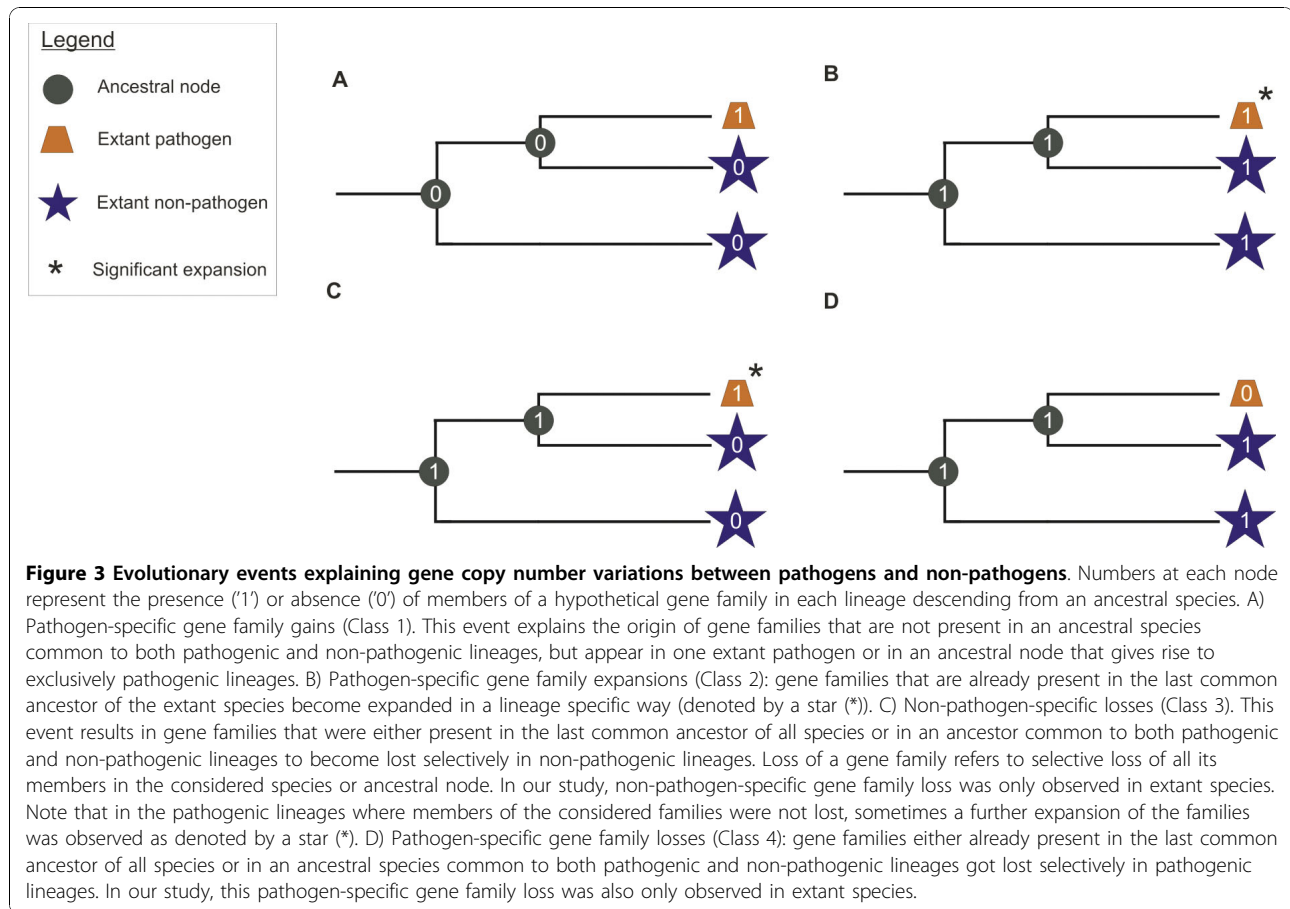 Legend
Ancestral node
Extant pathogen
Extant non-pathogen
* Significant expansion
A
1
0
0
0
0
B
1 *
1
1
1
1
C
1 *
1
0
1
0
D
0
1
1
1
1
Figure 3 Evolutionary events explaining gene copy number variations between pathogens and non-pathogens. Numbers at each node
represent the presence ('1') or absence ('0') of members of a hypothetical gene family in each lineage descending from an ancestral species. A)
Pathogen-specific gene family gains (Class 1). This event explains the origin of gene families that are not present in an ancestral species
common to both pathogenic and non-pathogenic lineages, but appear in one extant pathogen or in an ancestral node that gives rise to
exclusively pathogenic lineages. B) Pathogen-specific gene family expansions (Class 2): gene families that are already present in the last common
ancestor of the extant species become expanded in a lineage specific way (denoted by a star (*)). C) Non-pathogen-specific losses (Class 3). This
event results in gene families that were either present in the last common ancestor of all species or in an ancestor common to both pathogenic
and non-pathogenic lineages to become lost selectively in non-pathogenic lineages. Loss of a gene family refers to selective loss of all its
members in the considered species or ancestral node. In our study, non-pathogen-specific gene family loss was only observed in extant species.
Note that in the pathogenic lineages where members of the considered families were not lost, sometimes a further expansion of the families
was observed as denoted by a star (*). D) Pathogen-specific gene family losses (Class 4): gene families either already present in the last common
ancestor of all species or in an ancestral species common to both pathogenic and non-pathogenic lineages got lost selectively in pathogenic
lineages. In our study, this pathogen-specific gene family loss was also only observed in extant species.